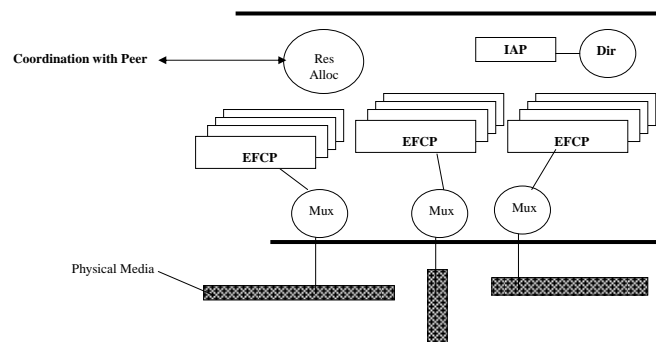 Coordination with Peer
Res
Alloc
IAP
Dir
EFCP
EFCP
EFCP
Mux
Mux
Mux
Physical Media